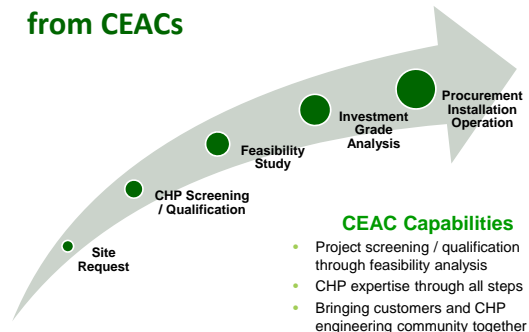 from CEACs
Procurement
Installation
Operation
Investment
Grade
Analysis
Feasibility
Study
CHP Screening
/ Qualification
Site
Request
CEAC Capabilities
• Project screening / qualification
through feasibility analysis
• CHP expertise through all steps
• Bringing customers and CHP
engineering community together